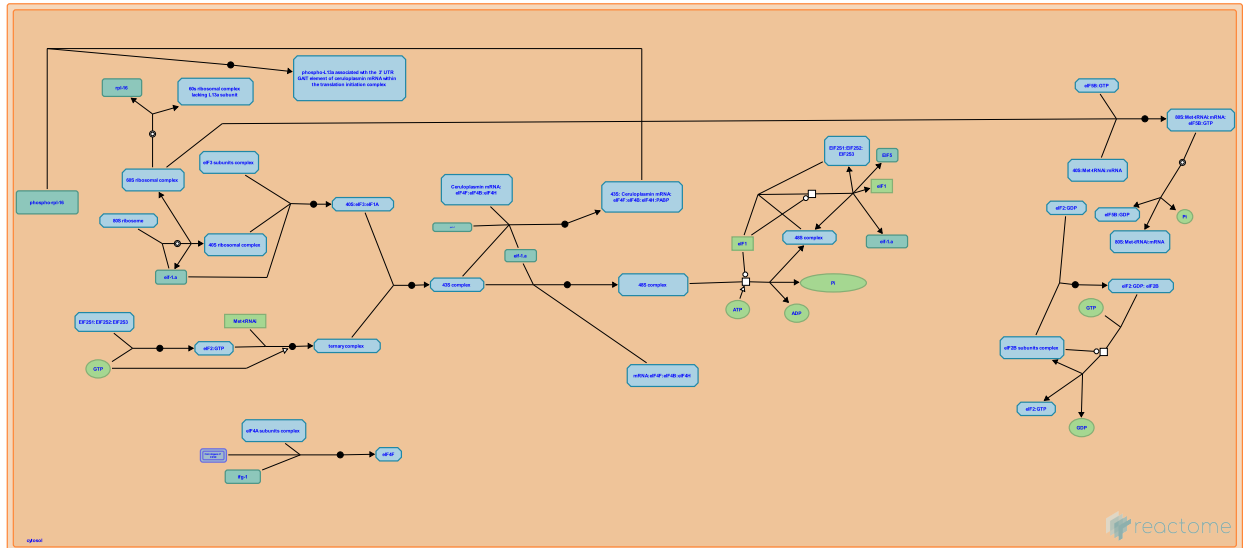 phospho-L13a associated wth the 3' UTR
GAIT element of ceruloplasmin mRNA within
the translation initiation complex
rpl-16
60s ribosomal complex
lacking L13a subunit
eIF5B:GTP
80S:Met-tRNAi:mRNA:
eIF5B:GTP
eIF3 subunits complex
EIF2S1:EIF2S2:
EIF2S3
EIF5
60S ribosomal complex
40S:Met-tRNAi:mRNA
eIF1
phospho-rpl-16
Ceruloplasmin mRNA:
eIF4F:eIF4B:eIF4H
43S: Ceruloplasmin mRNA:
eIF4F:eIF4B:eIF4H:PABP
40S:eIF3:eIF1A
eIF2:GDP
eIF5B:GDP
Pi
80S ribosome
40S ribosomal complex
eIF1
48S complex
eif-1.a
80S:Met-tRNAi:mRNA
eif-1.a
eif-1.a
43S complex
48S complex
Pi
eIF2:GDP: eIF2B
ATP
ADP
GTP
EIF2S1:EIF2S2:EIF2S3
Met-tRNAi
eIF2:GTP
ternary complex
eIF2B subunits complex
GTP
mRNA:eIF4F:eIF4B:eIF4H
eIF2:GTP
GDP
eIF4A subunits complex
eIF4F
ifg-1
cytosol
reactome